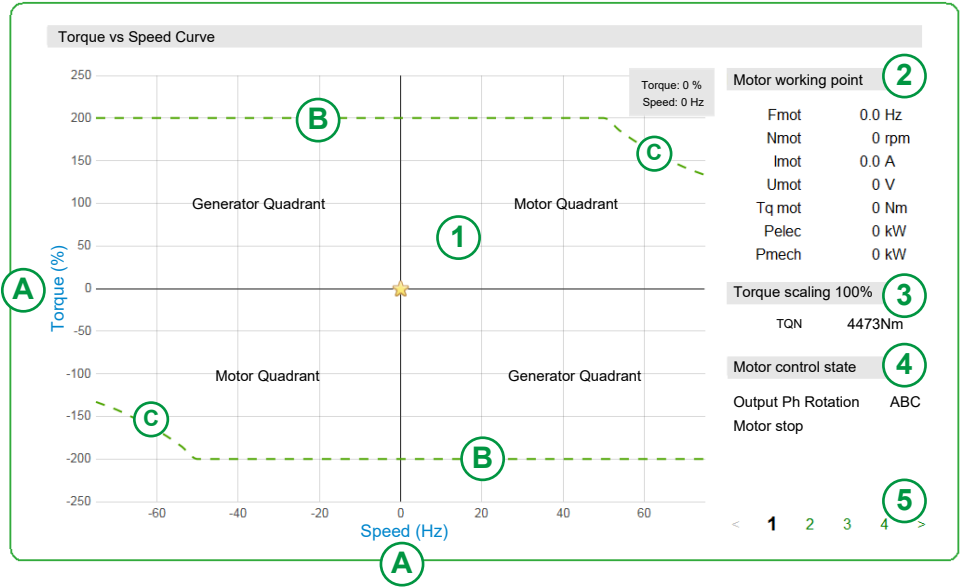 Torque vs Speed Curve
250
200
150
100
50
0
-50
-100
-150
-200
-250
Torque (%)
A
B
C
Torque: 0 %
Speed: 0 Hz
Generator Quadrant
Motor Quadrant
1
Motor Quadrant
Generator Quadrant
C
B
-60 -40 -20 0 20 40 60
Speed (Hz)
A
Motor working point 2
Fmot 0.0 Hz
Nmot 0 rpm
Imot 0.0 A
Umot 0 V
Tq mot 0 Nm
Pelec 0 kW
Pmech 0 kW
Torque scaling 100% 3
TQN 4473Nm
Motor control state 4
Output Ph Rotation ABC
Motor stop
5
< 1 2 3 4 >